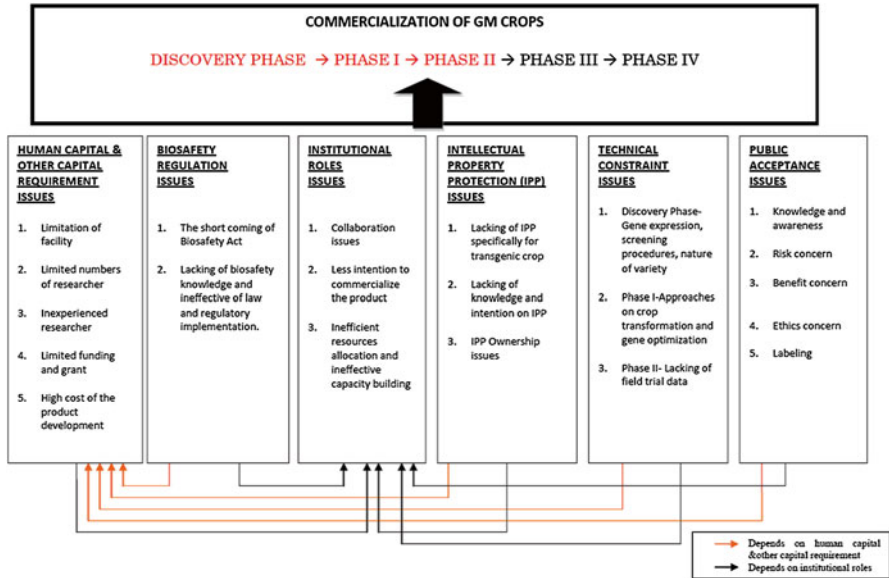 COMMERCIALIZATION OF GM CROPS
DISCOVERY PHASE → PHASE I → PHASE II → PHASE III → PHASE IV
HUMAN CAPITAL &
OTHER CAPITAL
REQUIREMENT
ISSUES
1. Limitation of
facility
2. Limited numbers
of researcher
3. Inexperienced
researcher
4. Limited funding
and grant
5. High cost of the
product
development
BIOSAFETY
REGULATION
ISSUES
1. The short coming of
Biosafety Act
2. Lacking of biosafety
knowledge and
ineffective of law
and regulatory
implementation.
INSTITUTIONAL
ROLES
ISSUES
1. Collaboration
issues
2. Less intention to
commercialize
the product
3. Inefficient
resources
allocation and
ineffective
capacity building
INTELLECTUAL
PROPERTY
PROTECTION (IPP)
ISSUES
1. Lacking of IPP
specifically for
transgenic crop
2. Lacking of
knowledge and
intention on IPP
3. IPP Ownership
issues
TECHNICAL
CONSTRAINT
ISSUES
1. Discovery Phase-
Gene expression,
screening
procedures, nature
of variety
2. Phase I-Approaches
on crop
transformation and
gene optimization
3. Phase II- Lacking of
field trial data
PUBLIC
ACCEPTANCE
ISSUES
1. Knowledge and
awareness
2. Risk concern
3. Benefit concern
4. Ethics concern
5. Labeling
Depends on human capital
&other capital requirement
Depends on institutional roles